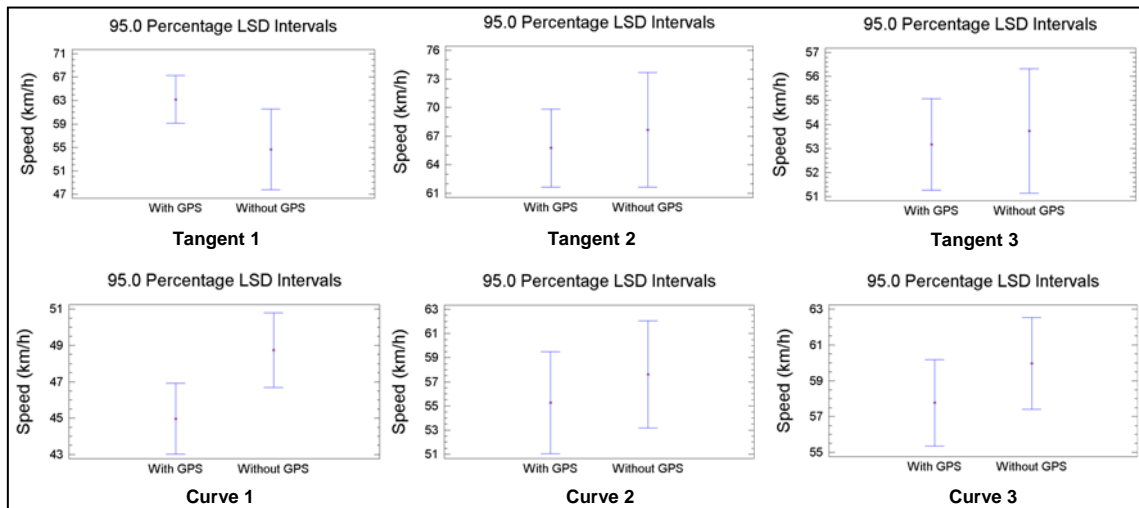 95.0 Percentage LSD Intervals
Speed (km/h)
71
67
63
59
55
51
47
With GPS Without GPS
Tangent 1
95.0 Percentage LSD Intervals
Speed (km/h)
76
73
70
67
64
61
With GPS Without GPS
Tangent 2
95.0 Percentage LSD Intervals
Speed (km/h)
57
56
55
54
53
52
51
With GPS Without GPS
Tangent 3
95.0 Percentage LSD Intervals
Speed (km/h)
51
49
47
45
43
With GPS Without GPS
Curve 1
95.0 Percentage LSD Intervals
Speed (km/h)
63
60
57
55
53
51
With GPS Without GPS
Curve 2
95.0 Percentage LSD Intervals
Speed (km/h)
63
61
59
57
55
With GPS Without GPS
Curve 3